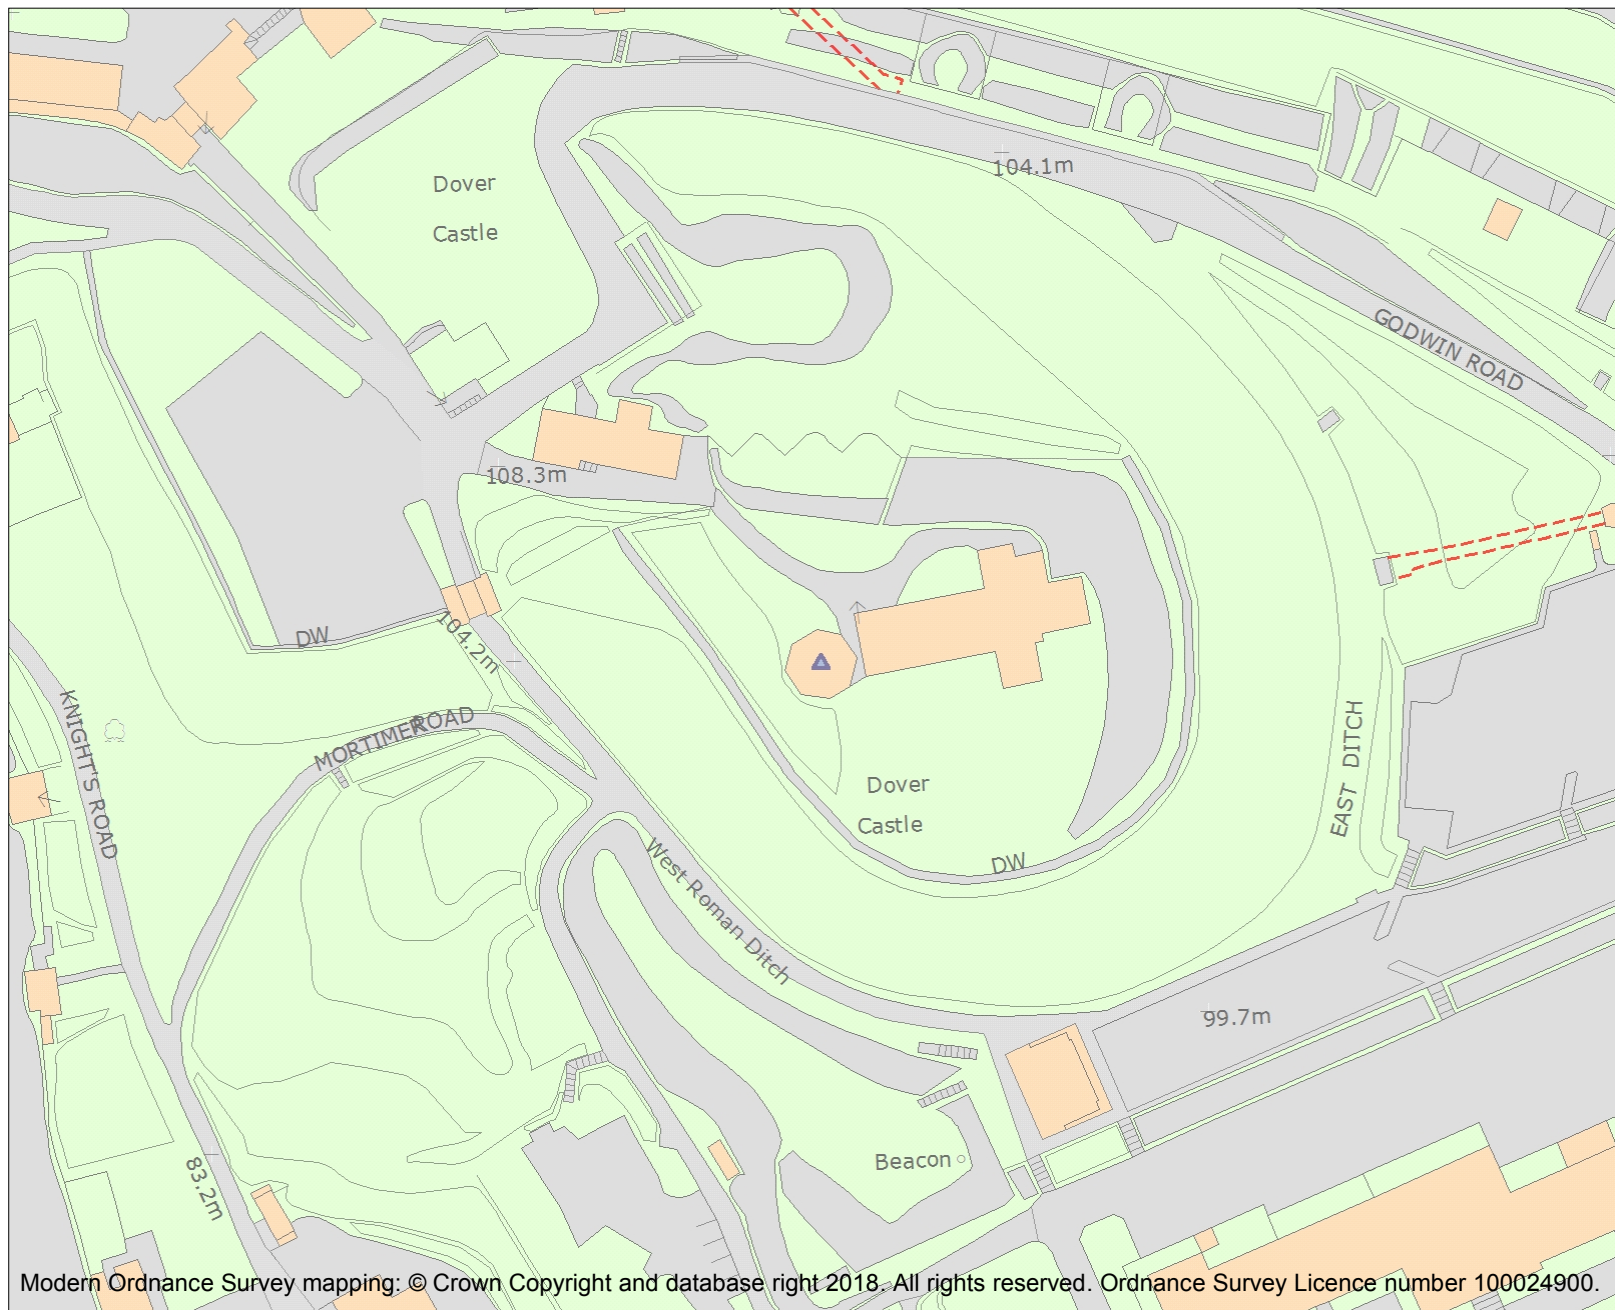 Dover
Castle
104.1m
GODWIN ROAD
108.3m
DW
104.2m
KNIGHT'S ROAD
MORTIMER ROAD
EAST DITCH
Dover
Castle
DW
West Roman Ditch
99.7m
Beacon
83.2m
Modern Ordnance Survey mapping: © Crown Copyright and database right 2018. All rights reserved. Ordnance Survey Licence number 100024900.